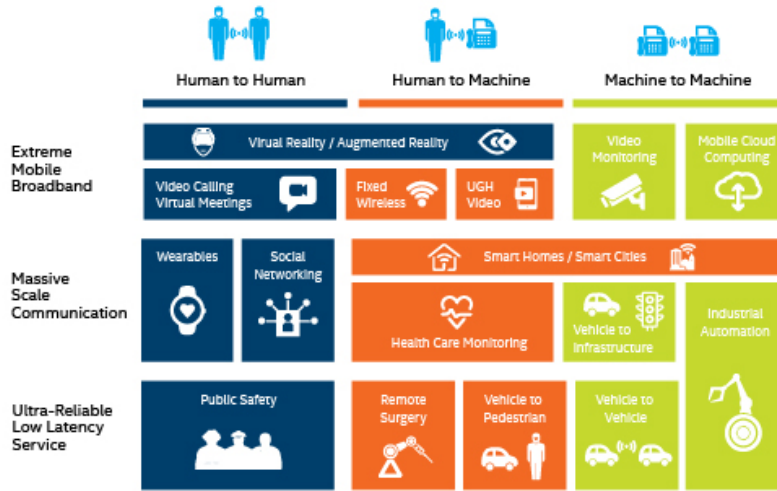 Human to Human
Human to Machine
Machine to Machine
Extreme
Mobile
Broadband
Virual Reality / Augmented Reality
Video Calling
Virtual Meetings
Fixed
Wireless
UGH
Video
Video
Monitoring
Mobile Cloud
Computing
Massive
Scale
Communication
Wearables
Social
Networking
Smart Homes / Smart Cities
Health Care Monitoring
Vehicle to
Infrastructure
Industrial
Automation
Ultra-Reliable
Low Latency
Service
Public Safety
Remote
Surgery
Vehicle to
Pedestrian
Vehicle to
Vehicle